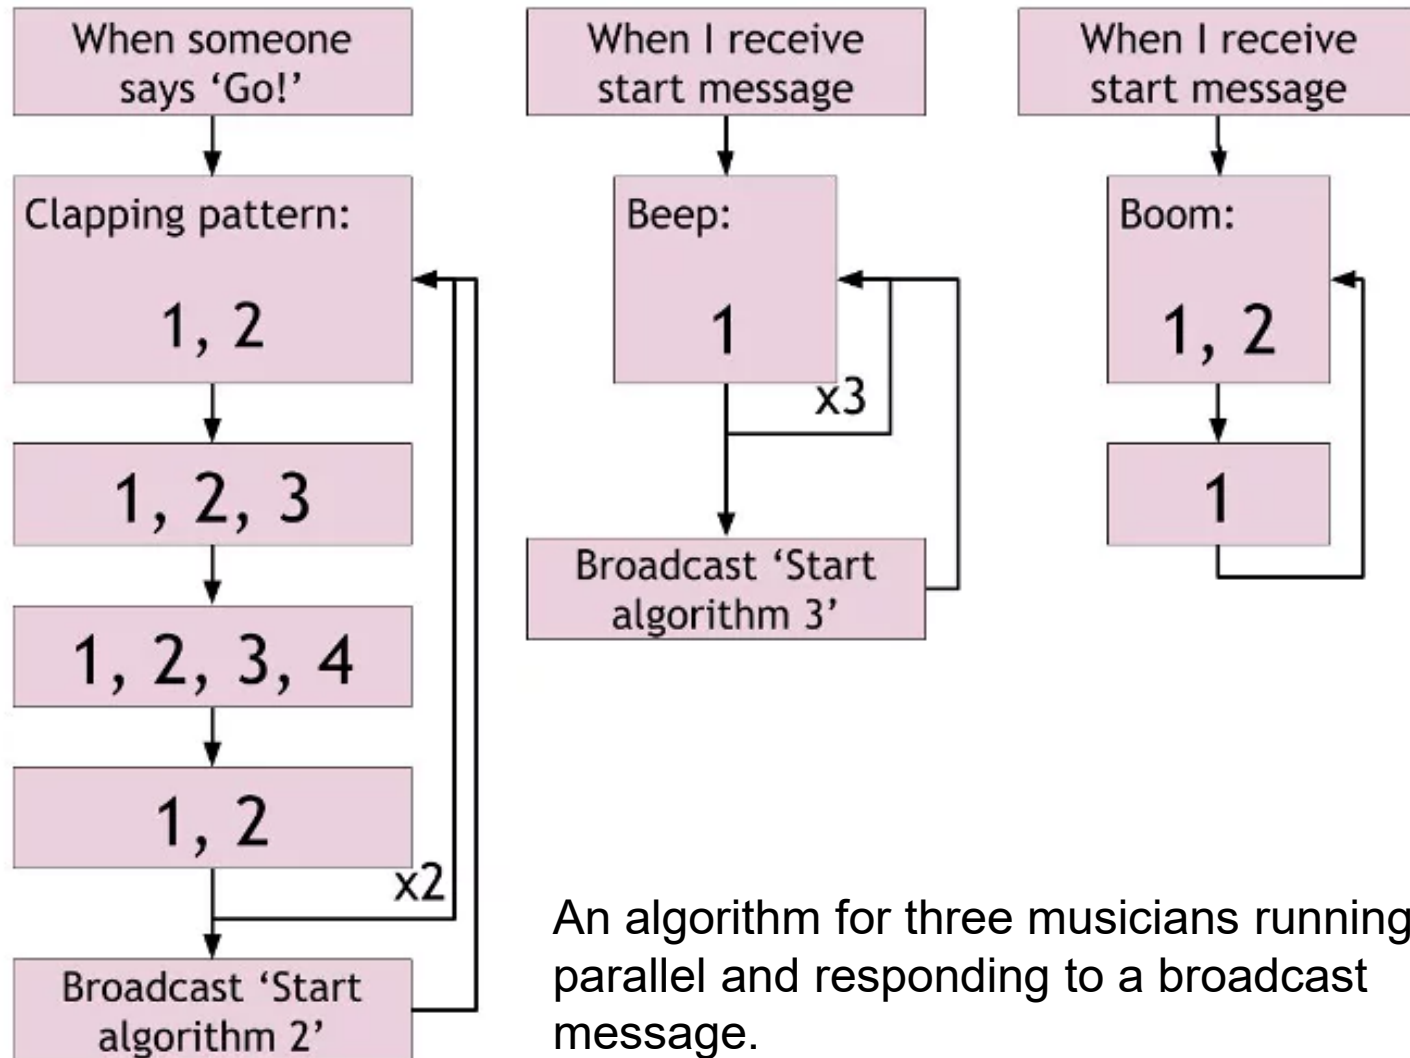 When someone
says ‘Go!’
Clapping pattern:
1, 2
1, 2, 3
1, 2, 3, 4
1, 2
x2
Broadcast ‘Start
algorithm 2’
When I receive
start message
Beep:
1
x3
Broadcast ‘Start
algorithm 3’
When I receive
start message
Boom:
1, 2
1
An algorithm for three musicians running
parallel and responding to a broadcast
message.